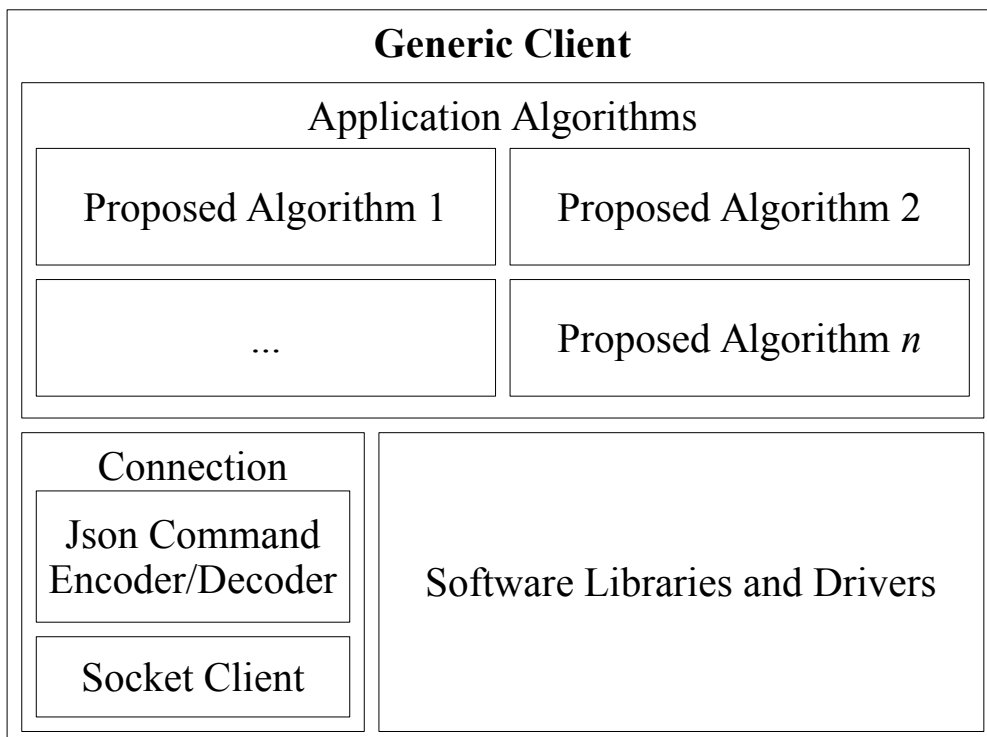 Generic Client
Application Algorithms
Proposed Algorithm 1
Proposed Algorithm 2
...
Proposed Algorithm n
Connection
Json Command
Encoder/Decoder
Socket Client
Software Libraries and Drivers